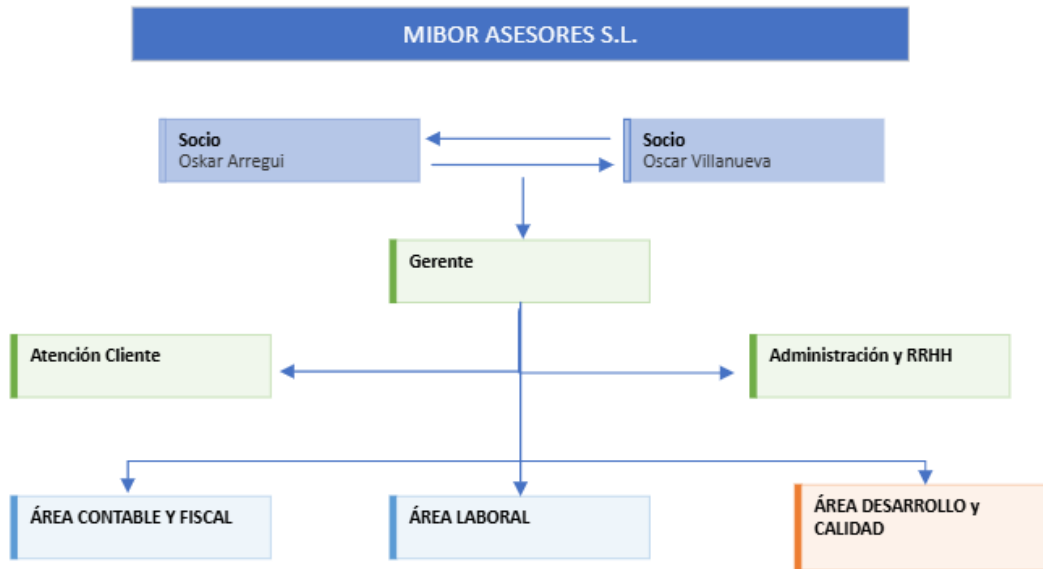 MIBOR ASESORES S.L.
Socio
Oskar Arregui
Socio
Oscar Villanueva
Gerente
Atención Cliente
Administración y RRHH
ÁREA CONTABLE Y FISCAL
ÁREA LABORAL
ÁREA DESARROLLO y
CALIDAD